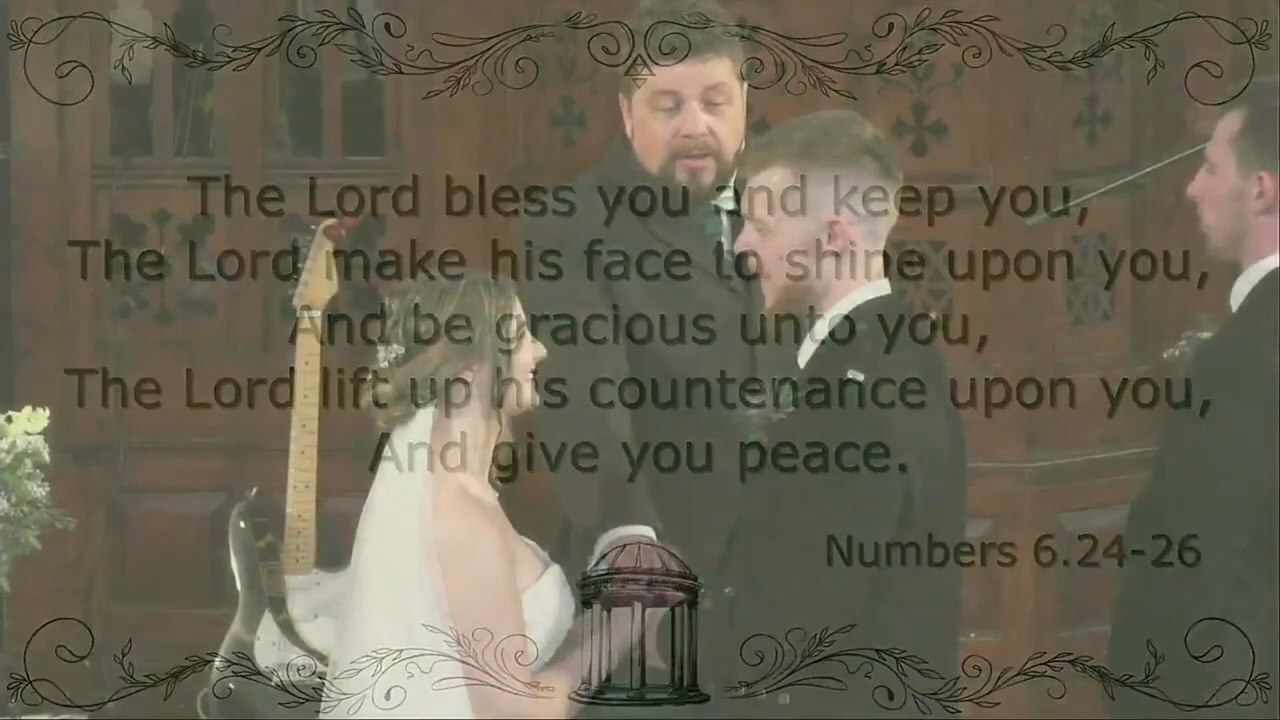 The Lord bless you and keep you,
The Lord make his face to shine upon you,
And be gracious unto you,
The Lord lift up his countenance upon you,
And give you peace.
Numbers 6.24-26